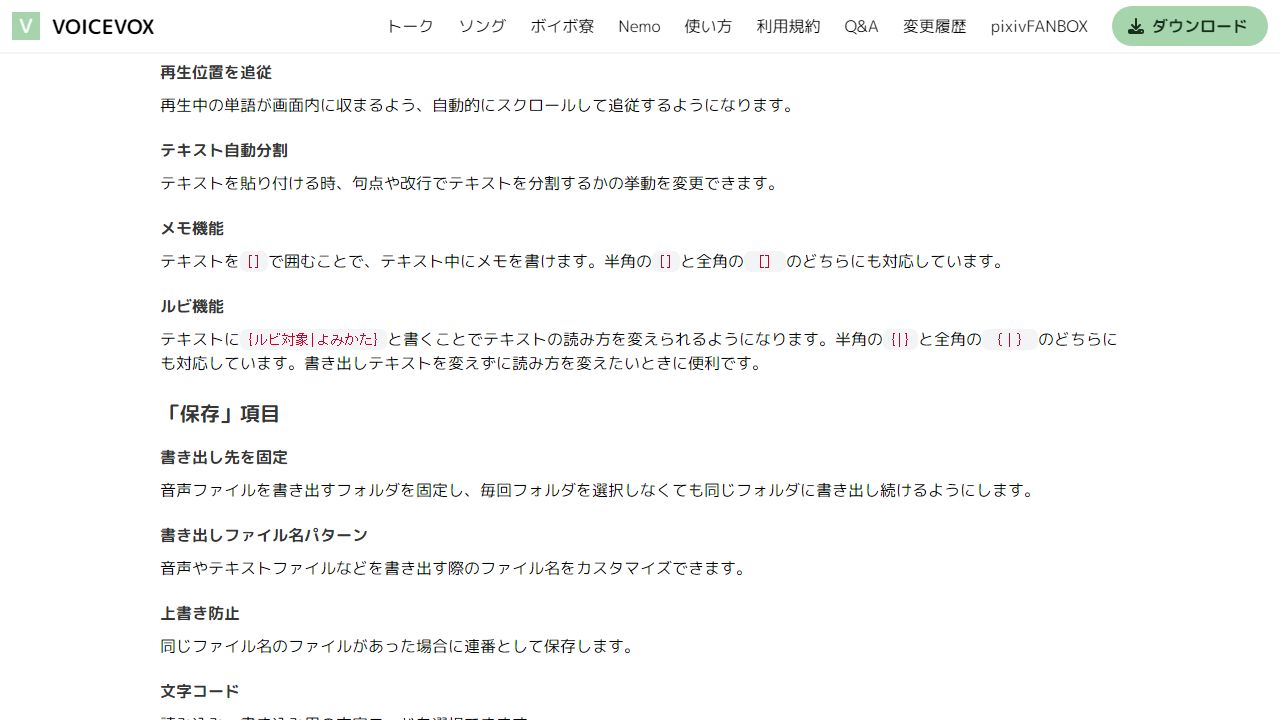 V VOICEVOX トーク ソング ボイボ寮 Nemo 使い方 利用規約 Q&A 変更履歴 pixivFANBOX ダウンロード
再生位置を追従
再生中の単語が画面内に収まるよう、自動的にスクロールして追従するようになります。
テキスト自動分割
テキストを貼り付ける時、句点や改行でテキストを分割するかの挙動を変更できます。
メモ機能
テキストを[]で囲むことで、テキスト中にメモを書けます。半角の[]と全角の［］のどちらにも対応しています。
ルビ機能
テキストに{ルビ対象|よみかた}と書くことでテキストの読み方を変えられるようになります。半角の{|}と全角の｛｜｝のどちらに
も対応しています。書き出しテキストを変えずに読み方を変えたいときに便利です。
「保存」項目
書き出し先を固定
音声ファイルを書き出すフォルダを固定し、毎回フォルダを選択しなくても同じフォルダに書き出し続けるようにします。
書き出しファイル名パターン
音声やテキストファイルなどを書き出す際のファイル名をカスタマイズできます。
上書き防止
同じファイル名のファイルがあった場合に連番として保存します。
文字コード